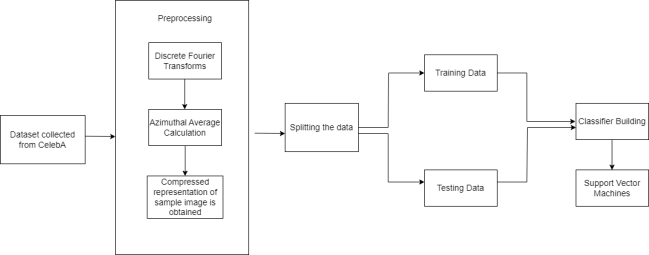 Preprocessing
Discrete Fourier
Transforms
Azimuthal Average
Calculation
Compressed
representation of
sample image is
obtained
Dataset collected
from CelebA
Splitting the data
Training Data
Testing Data
Classifier Building
Support Vector
Machines